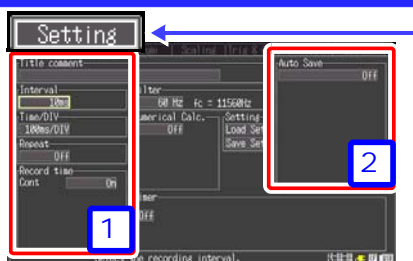 Setting
Scaling
Title comment
Auto Save
Off
Interval
10ms
60 Hz fc = 11560Hz
Time/DIV
100ms/DIV
Numerical Calc.
Off
Setting
Load Set
Save Set
Repeat
Off
Record time
Cont On
2
1
Off
the recording interval.